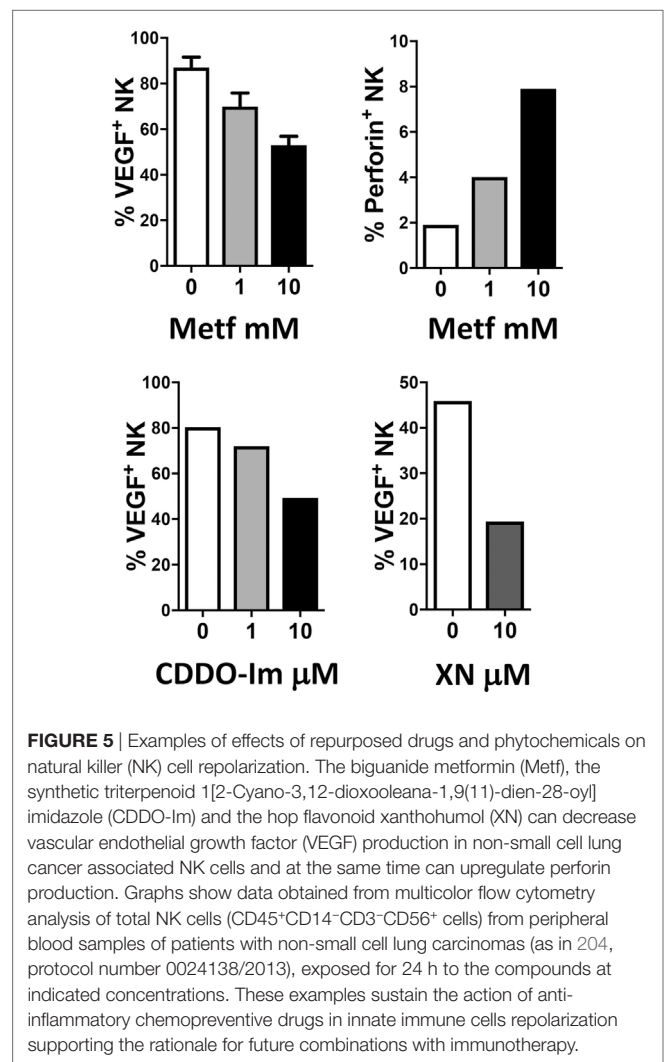 % VEGF⁺ NK
100
80
60
40
20
0
0 1 10
Metf mM
% Perforin⁺ NK
10
8
6
4
2
0
0 1 10
Metf mM
% VEGF⁺ NK
100
80
60
40
20
0
0 1 10
CDDO-Im μM
% VEGF⁺ NK
50
40
30
20
10
0
0 10
XN μM
FIGURE 5 | Examples of effects of repurposed drugs and phytochemicals on
natural killer (NK) cell repolarization. The biguanide metformin (Metf), the
synthetic triterpenoid 1[2-Cyano-3,12-dioxooleana-1,9(11)-dien-28-oyl]
imidazole (CDDO-Im) and the hop flavonoid xanthohumol (XN) can decrease
vascular endothelial growth factor (VEGF) production in non-small cell lung
cancer associated NK cells and at the same time can upregulate perforin
production. Graphs show data obtained from multicolor flow cytometry
analysis of total NK cells (CD45⁺CD14⁻CD3⁻CD56⁺ cells) from peripheral
blood samples of patients with non-small cell lung carcinomas (as in 204,
protocol number 0024138/2013), exposed for 24 h to the compounds at
indicated concentrations. These examples sustain the action of anti-
inflammatory chemopreventive drugs in innate immune cells repolarization
supporting the rationale for future combinations with immunotherapy.